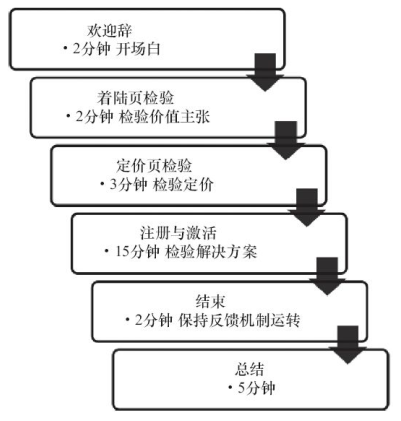 欢迎辞
·2分钟 开场白
着陆页检验
·2分钟 检验价值主张
定价页检验
·3分钟 检验定价
注册与激活
·15分钟 检验解决方案
结束
·2分钟 保持反馈机制运转
总结
·5分钟